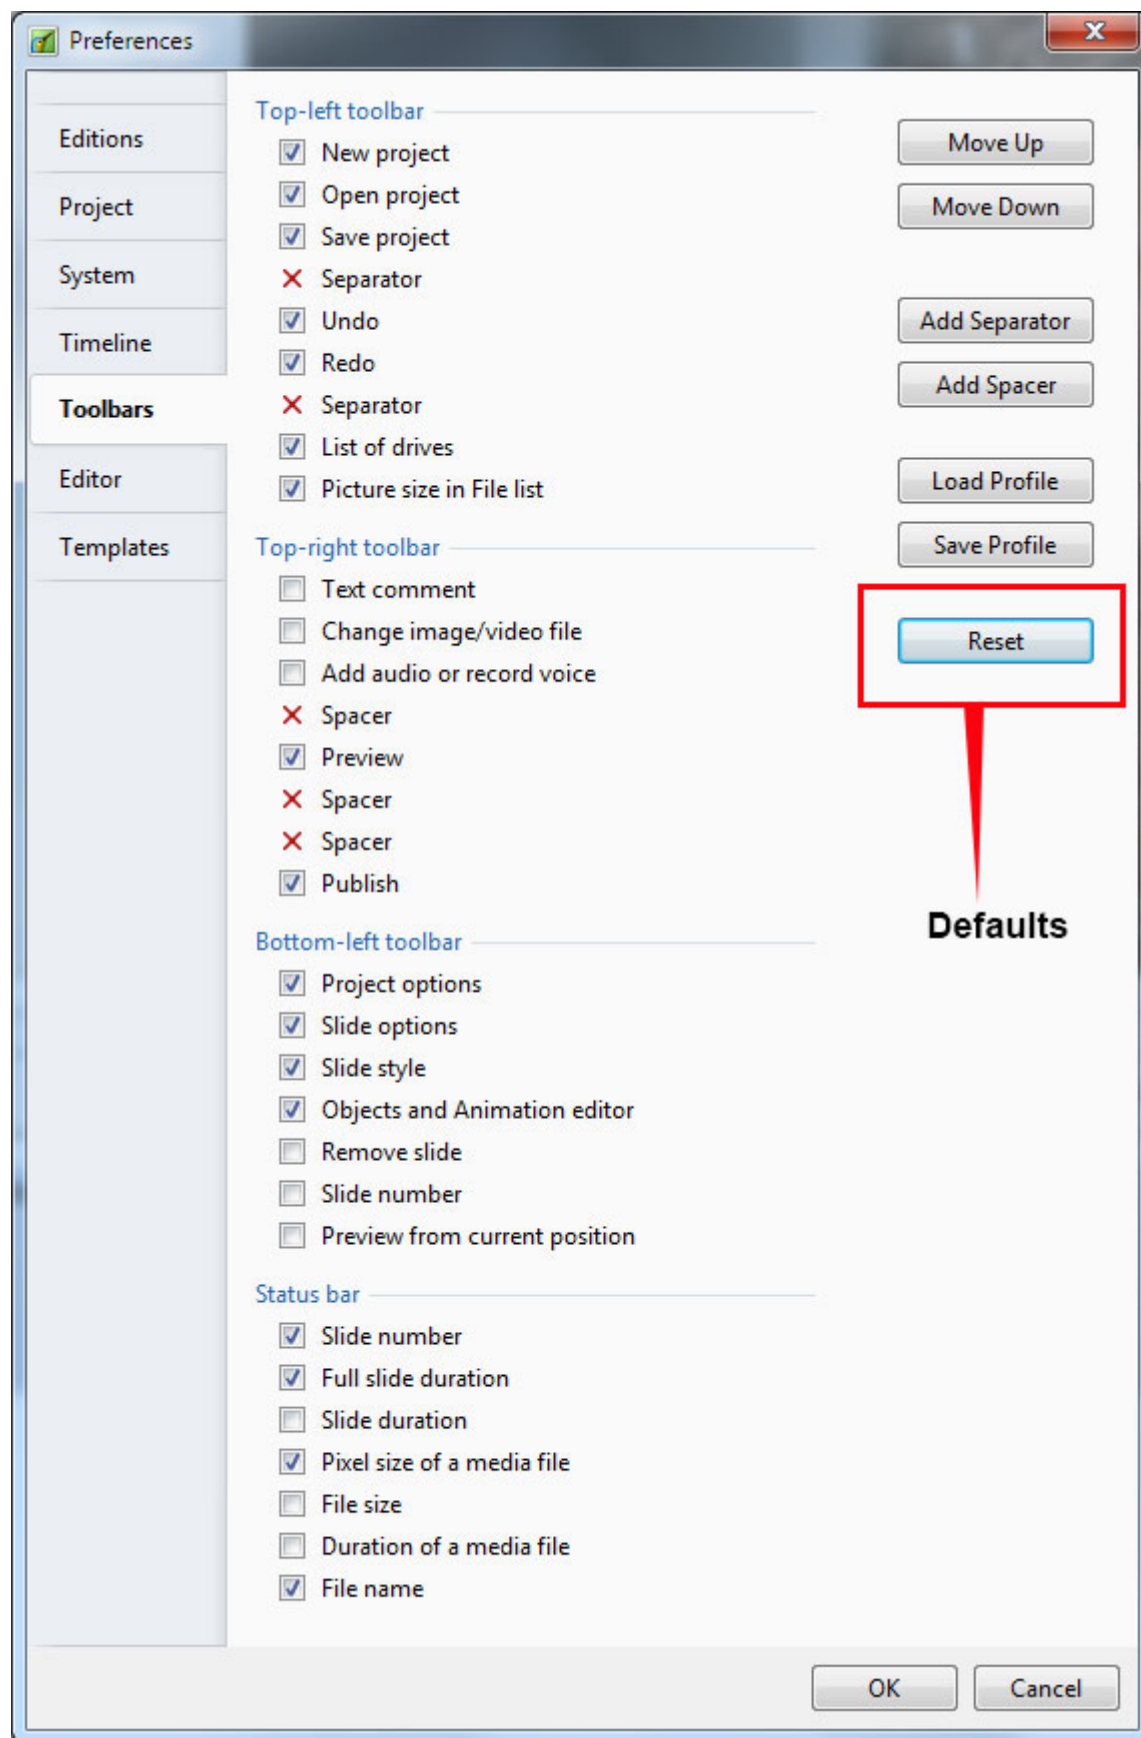 Preferences
Editions
Project
System
Timeline
Toolbars
Editor
Templates
Top-left toolbar
New project
Open project
Save project
Separator
Undo
Redo
Separator
List of drives
Picture size in File list
Top-right toolbar
Text comment
Change image/video file
Add audio or record voice
Spacer
Preview
Spacer
Spacer
Publish
Bottom-left toolbar
Project options
Slide options
Slide style
Objects and Animation editor
Remove slide
Slide number
Preview from current position
Status bar
Slide number
Full slide duration
Slide duration
Pixel size of a media file
File size
Duration of a media file
File name
Move Up
Move Down
Add Separator
Add Spacer
Load Profile
Save Profile
Reset
Defaults
OK
Cancel